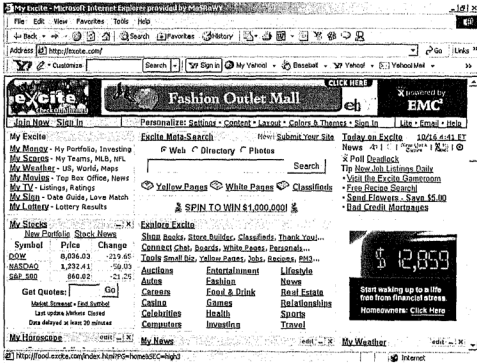 My Excite - Microsoft Internet Explorer provided by MaSRaWY
File Edit View Favorites Tools Help
Back Search Favorites History
Address http://excite.com/ Go Links
Customize Search Sign In My Yahoo! Baseball Yahoo! My Yahoo! Mail
CLICK HERE
excite Fashion Outlet Mall eh powered by
EMC²
Join Now Sign In Personalize: Settings • Content • Layout • Colors & Themes • Sign In Lite • Email • Help
My Excite
My Money - My Portfolio, Investing
My Scores - My Teams, MLB, NFL
My Weather - US, World, Maps
My Movies - Top Box Office, News
My TV - Listings, Ratings
My Sign - Date Guide, Love Match
My Lottery - Lottery Results
My Stocks
New Portfolio Stock News
Symbol Price Change
DOW 8,036.03 -219.65
NASDAQ 1,232.41
S&P 500 860.02 -21.25
Get Quotes: Go
Market Screener • Find Symbol
Last update Markets Closed
Data delayed at least 20 minutes
My Horoscope edit
Excite Meta-Search New! Submit Your Site
Web Directory Photos
Search
Yellow Pages White Pages Classifieds
SPIN TO WIN $1,000,000!
Explore Excite
Shop Books, Store Builder, Classifieds, Thank You!...
Connect Chat, Boards, White Pages, Personals...
Tools Small biz, Yellow Pages, Jobs, Recipes, PM3...
Auctions Entertainment Lifestyle
Autos Fashion News
Careers Food & Drink Real Estate
Casino Games Relationships
Celebrities Health Sports
Computers Investing Travel
My News edit
Today on Excite 10/16 4:41 ET
News
Poll Deadlock
Tip New Job Listings Daily
• Visit the Excite Gameroom
• Free Recipe Search!
• Send Flowers - Save $5.00
• Bad Credit Mortgages
$12,859
Start waking up to a life
free from financial stress.
Homeowners: Click Here
My Weather edit
http://food.excite.com/index.html?PG=home&SEC=high3 Internet